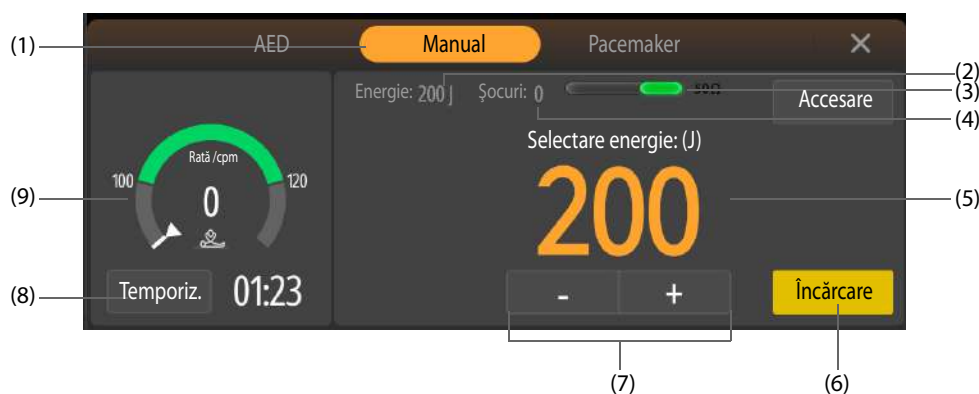 (1) AED Manual Pacemaker ×
(2)
Energie: 200 J Şocuri: 0 50Ω (3)
Accesare
(4)
Selectare energie: (J)
Rată /cpm
100 120
0
(9)
200 (5)
(8) Temporiz. 01:23 - + Încărcare
(7) (6)